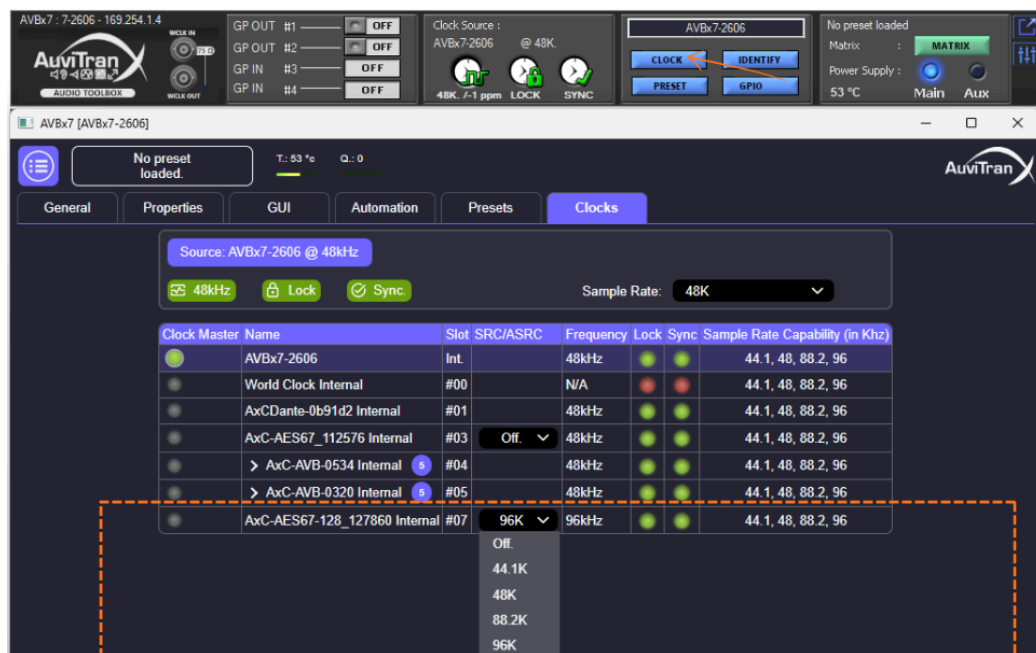 AVBx7 : 7-2606 - 169.254.1.4
WCLK IN
75 Ω
AuviTran
AUDIO TOOLBOX
WCLK OUT
GP OUT #1 OFF
GP OUT #2 OFF
GP IN #3 OFF
GP IN #4 OFF
Clock Source :
AVBx7-2606 @ 48K.
48K. /-1 ppm LOCK SYNC
AVBx7-2606
CLOCK IDENTIFY
PRESET GPIO
No preset loaded
Matrix : MATRIX
Power Supply :
53 °C Main Aux
AVBx7 [AVBx7-2606]
No preset
loaded.
T.: 53 °c Q.: 0
AuviTran
General Properties GUI Automation Presets Clocks
Source: AVBx7-2606 @ 48kHz
48kHz Lock Sync. Sample Rate: 48K
Clock Master Name Slot SRC/ASRC Frequency Lock Sync Sample Rate Capability (in Khz)
AVBx7-2606 Int. 48kHz 44.1, 48, 88.2, 96
World Clock Internal #00 N/A 44.1, 48, 88.2, 96
AxCDante-0b91d2 Internal #01 48kHz 44.1, 48, 88.2, 96
AxC-AES67_112576 Internal #03 Off. 48kHz 44.1, 48, 88.2, 96
AxC-AVB-0534 Internal 5 #04 48kHz 44.1, 48, 88.2, 96
AxC-AVB-0320 Internal 5 #05 48kHz 44.1, 48, 88.2, 96
AxC-AES67-128_127860 Internal #07 96K 96kHz 44.1, 48, 88.2, 96
Off.
44.1K
48K
88.2K
96K